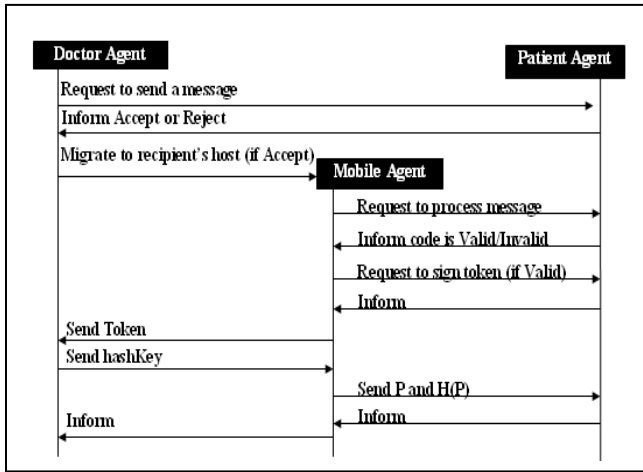 Doctor Agent
Patient Agent
Request to send a message
Inform Accept or Reject
Migrate to recipient's host (if Accept)
Mobile Agent
Request to process message
Inform code is Valid/Invalid
Request to sign token (if Valid)
Inform
Send Token
Send hashKey
Send P and H(P)
Inform
Inform